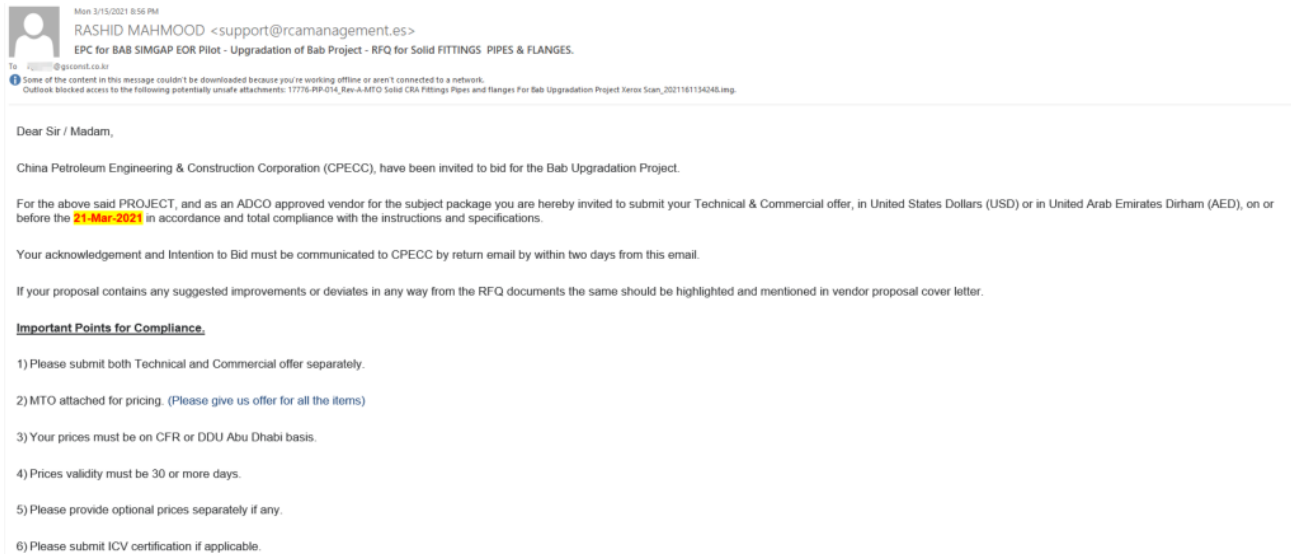 Mon 3/15/2021 8:56 PM
RASHID MAHMOOD <support@rcamanagement.es>
EPC for BAB SIMGAP EOR Pilot - Upgradation of Bab Project - RFQ for Solid FITTINGS PIPES & FLANGES.
To @gsconst.co.kr
Some of the content in this message couldn't be downloaded because you're working offline or aren't connected to a network.
Outlook blocked access to the following potentially unsafe attachments: 17776-PIP-014_Rev-A-MTO Solid CRA Fittings Pipes and flanges For Bab Upgradation Project Xerox Scan_2021161134248.img.
Dear Sir / Madam,
China Petroleum Engineering & Construction Corporation (CPECC), have been invited to bid for the Bab Upgradation Project.
For the above said PROJECT, and as an ADCO approved vendor for the subject package you are hereby invited to submit your Technical & Commercial offer, in United States Dollars (USD) or in United Arab Emirates Dirham (AED), on or
before the 21-Mar-2021 in accordance and total compliance with the instructions and specifications.
Your acknowledgement and Intention to Bid must be communicated to CPECC by return email by within two days from this email.
If your proposal contains any suggested improvements or deviates in any way from the RFQ documents the same should be highlighted and mentioned in vendor proposal cover letter.
Important Points for Compliance.
1) Please submit both Technical and Commercial offer separately.
2) MTO attached for pricing. (Please give us offer for all the items)
3) Your prices must be on CFR or DDU Abu Dhabi basis.
4) Prices validity must be 30 or more days.
5) Please provide optional prices separately if any.
6) Please submit ICV certification if applicable.